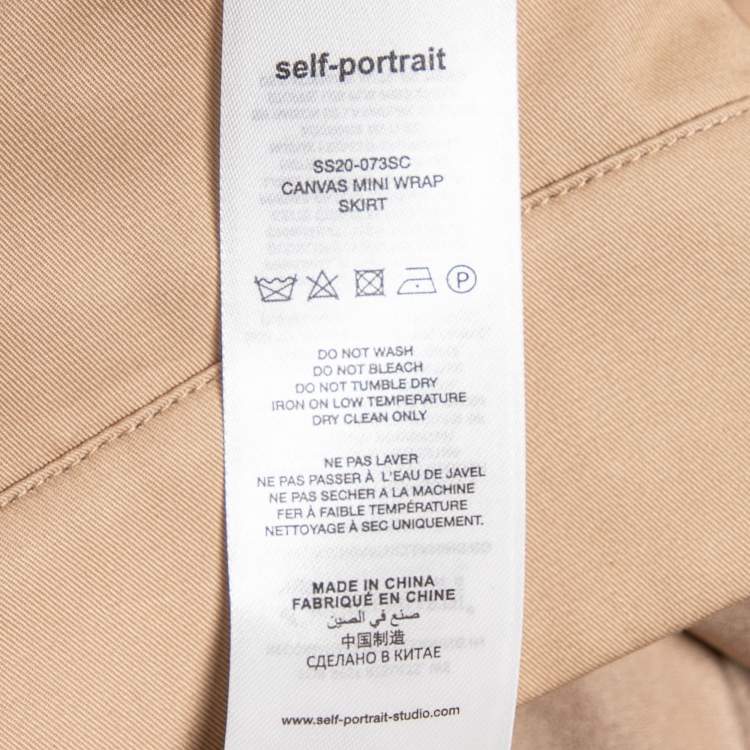 self-portrait
SS20-073SC
CANVAS MINI WRAP
SKIRT
P
DO NOT WASH
DO NOT BLEACH
DO NOT TUMBLE DRY
IRON ON LOW TEMPERATURE
DRY CLEAN ONLY
NE PAS LAVER
NE PAS PASSER À L'EAU DE JAVEL
NE PAS SECHER A LA MACHINE
FER À FAIBLE TEMPÉRATURE
NETTOYAGE À SEC UNIQUEMENT.
MADE IN CHINA
FABRIQUÉ EN CHINE
صنع في الصين
中国制造
СДЕЛАНО В КИТАЕ
www.self-portrait-studio.com